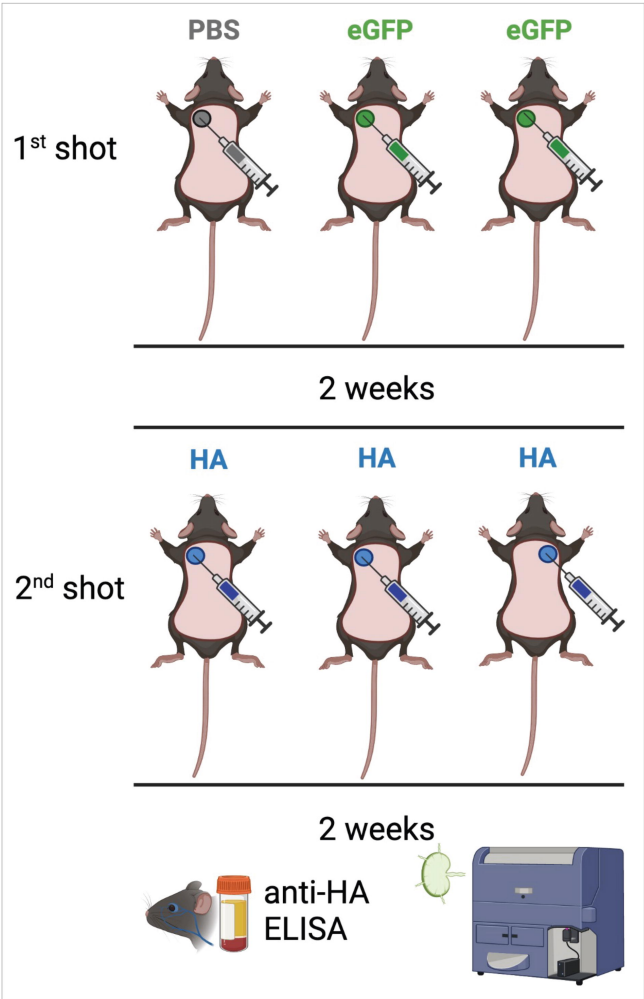 PBS eGFP eGFP
1st shot
2 weeks
HA HA HA
2nd shot
2 weeks
anti-HA
ELISA